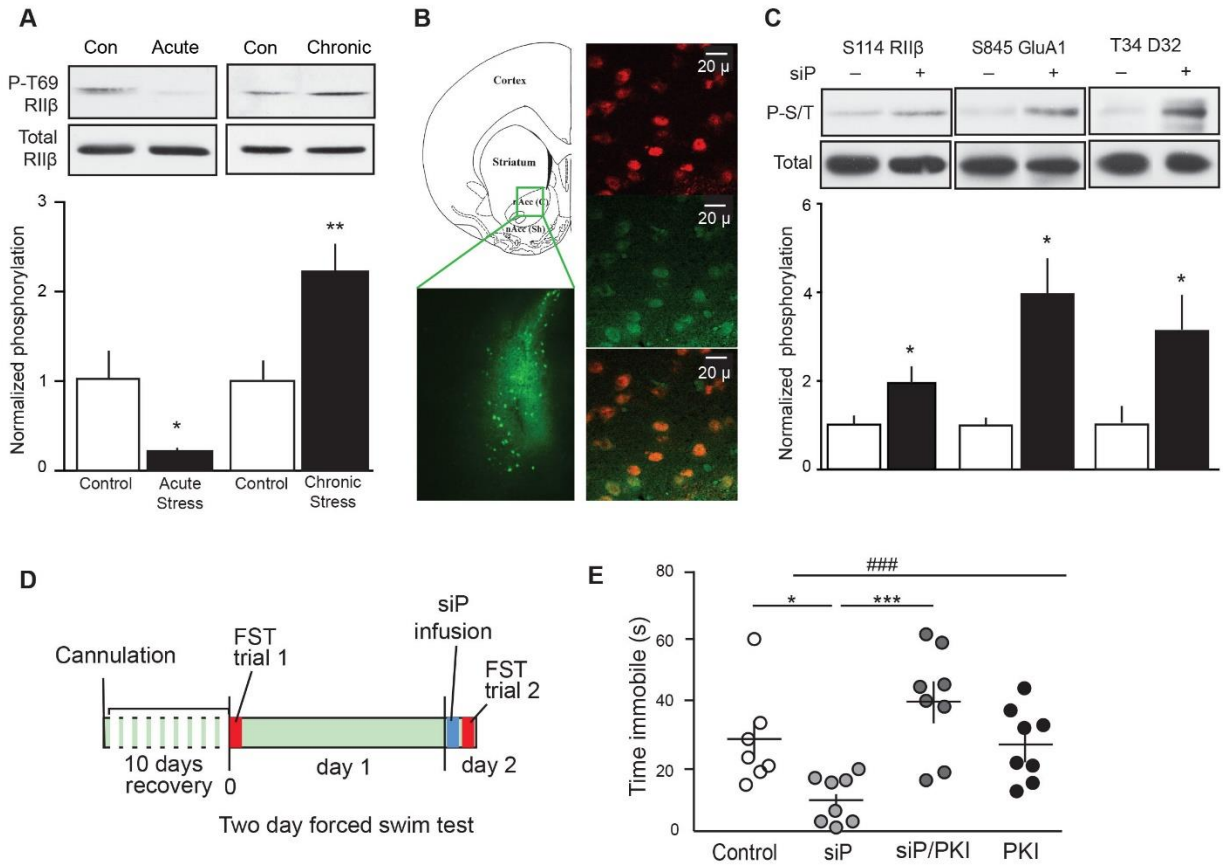 A
Con Acute Con Chronic
P-T69
RIIβ
Total
RIIβ
Normalized phosphorylation
3
2
1
0
*
**
Control
Acute
Stress
Control
Chronic
Stress
B
Cortex
Striatum
nAcc (C)
nAcc (Sh)
20 µ
20 µ
20 µ
C
S114 RIIβ S845 GluA1 T34 D32
siP – + – + – +
P-S/T
Total
Normalized phosphorylation
6
4
2
0
*
*
*
D
Cannulation
FST
trial 1
siP
infusion
FST
trial 2
10 days
recovery
0
day 1
day 2
Two day forced swim test
E
Time immobile (s)
80
60
40
20
0
###
*
***
Control siP siP/PKI PKI